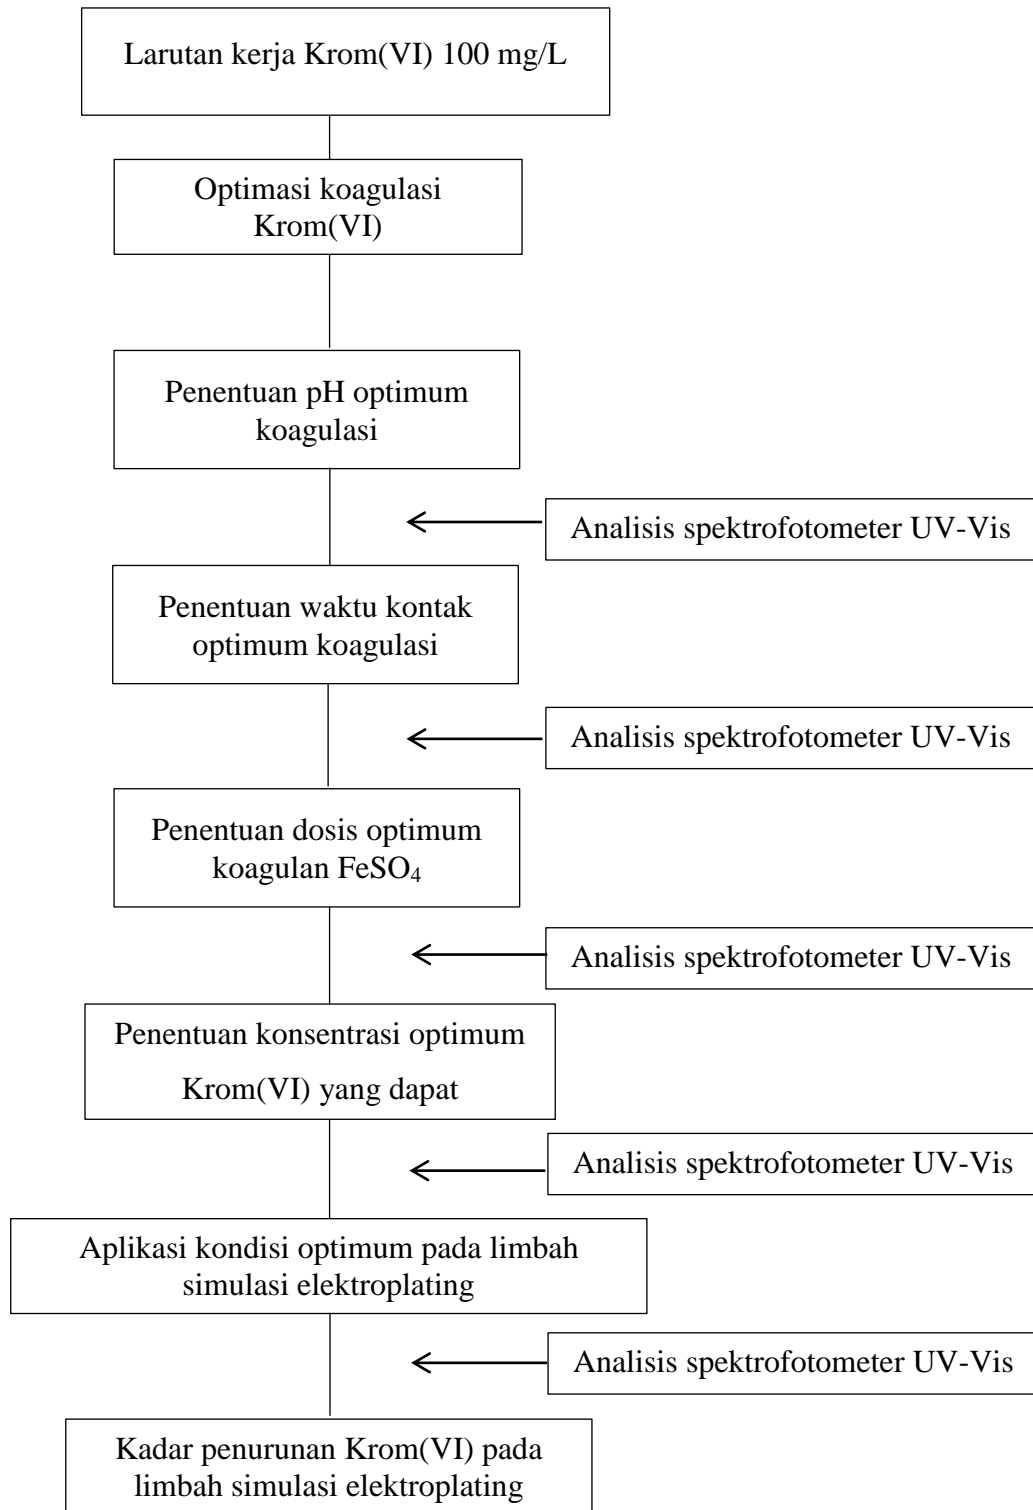 Larutan kerja Krom(VI) 100 mg/L
Optimasi koagulasi
Krom(VI)
Penentuan pH optimum
koagulasi
Analisis spektrofotometer UV-Vis
Penentuan waktu kontak
optimum koagulasi
Analisis spektrofotometer UV-Vis
Penentuan dosis optimum
koagulan FeSO₄
Analisis spektrofotometer UV-Vis
Penentuan konsentrasi optimum
Krom(VI) yang dapat
Analisis spektrofotometer UV-Vis
Aplikasi kondisi optimum pada limbah
simulasi elektroplating
Analisis spektrofotometer UV-Vis
Kadar penurunan Krom(VI) pada
limbah simulasi elektroplating